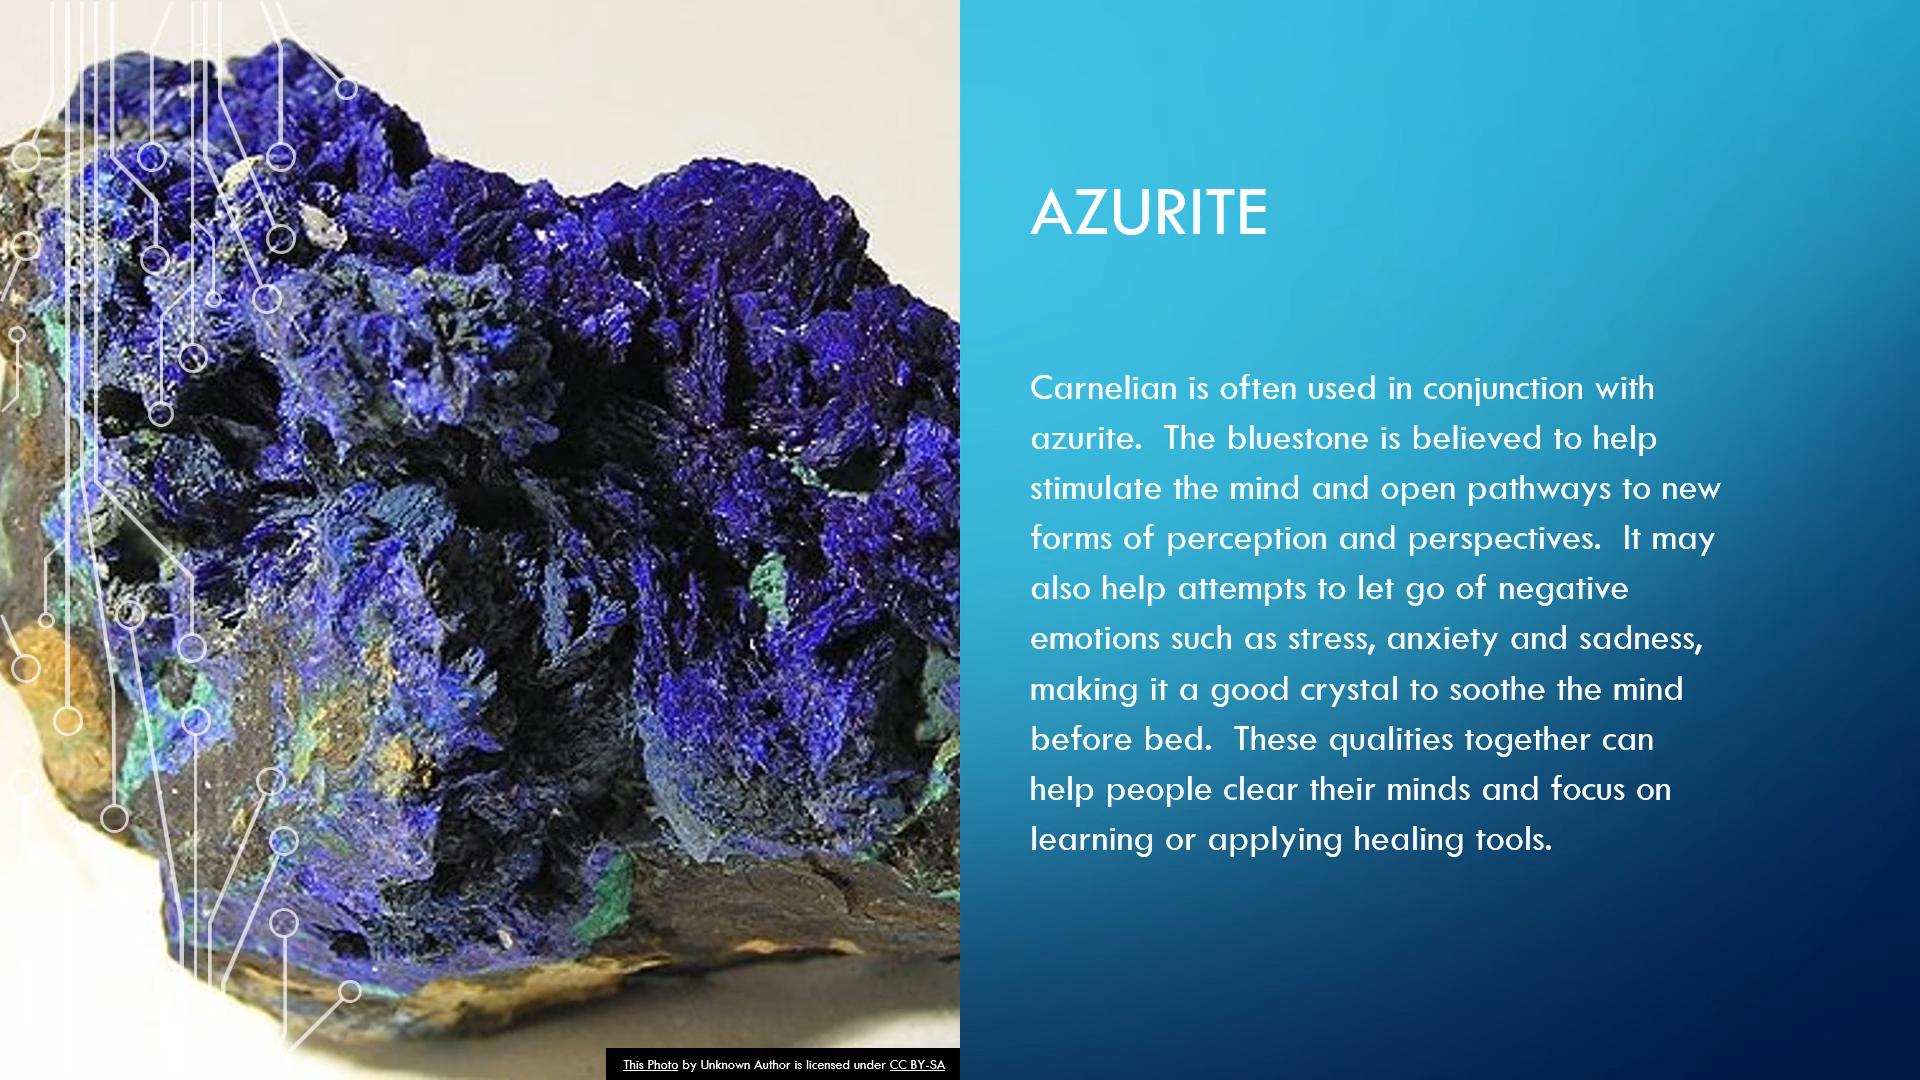 AZURITE
Carnelian is often used in conjunction with
azurite.  The bluestone is believed to help
stimulate the mind and open pathways to new
forms of perception and perspectives.  It may
also help attempts to let go of negative
emotions such as stress, anxiety and sadness,
making it a good crystal to soothe the mind
before bed.  These qualities together can
help people clear their minds and focus on
learning or applying healing tools.
This Photo by Unknown Author is licensed under CC BY-SA